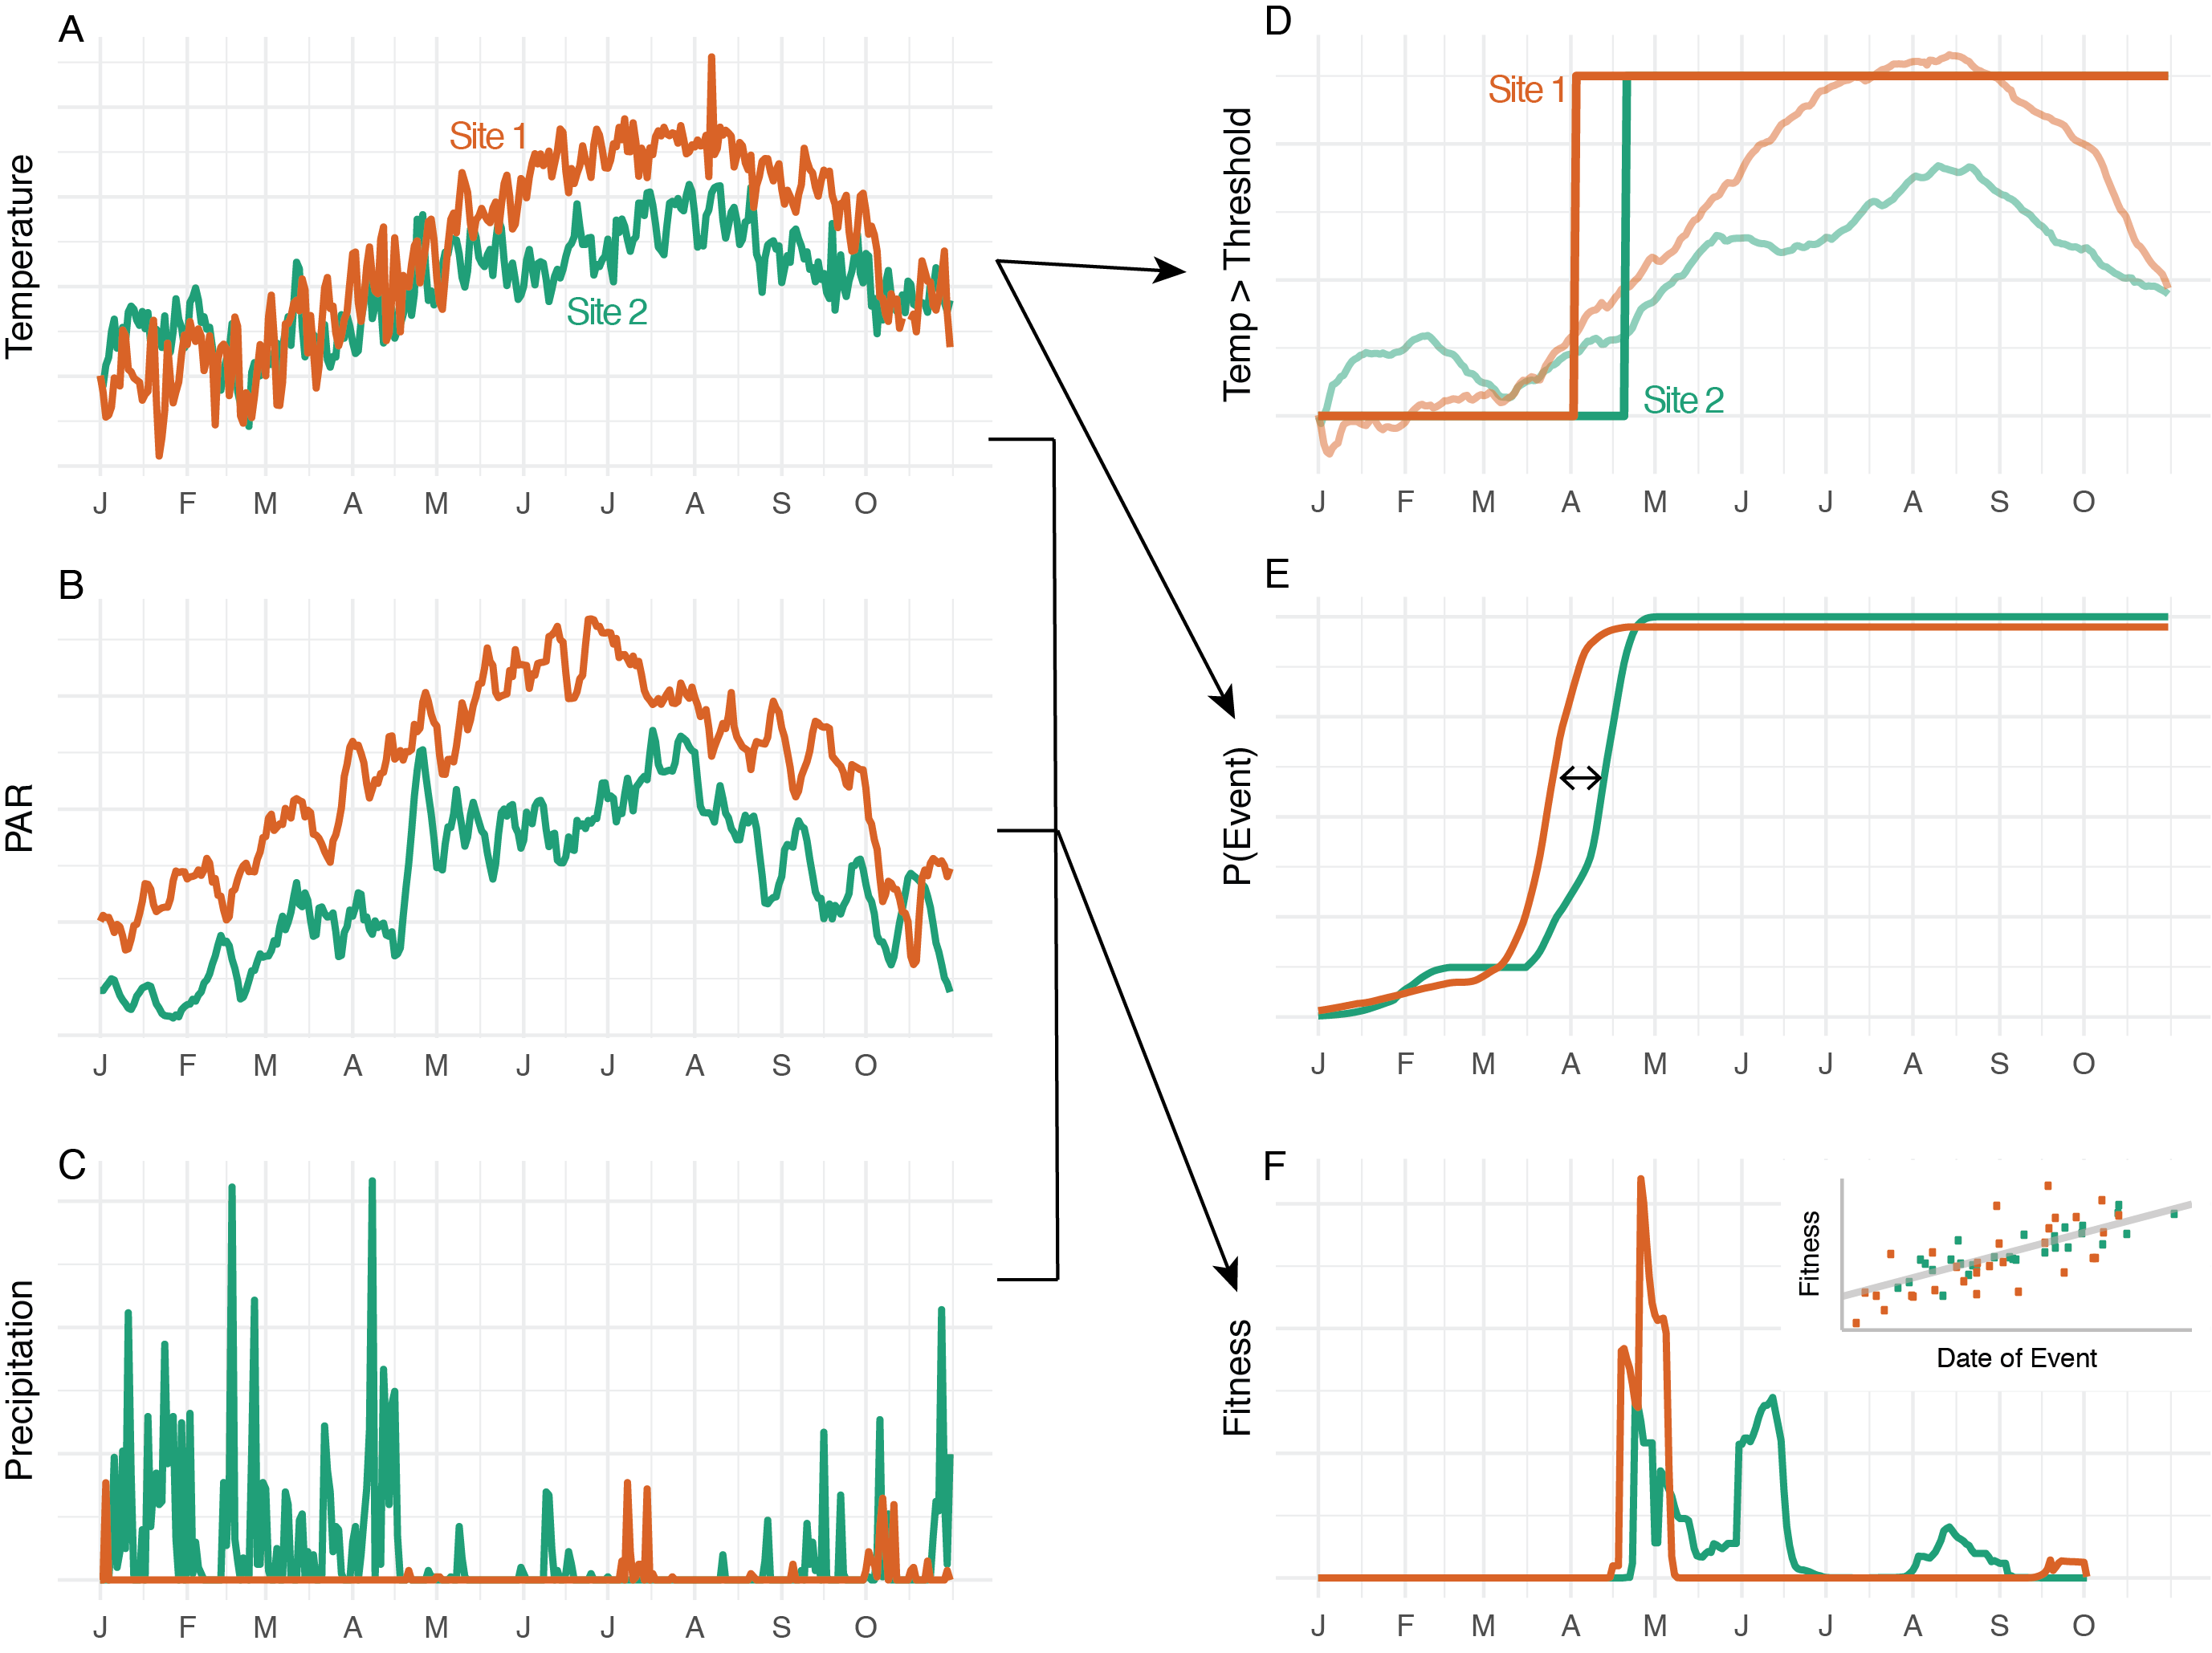 A
Temperature
Site 1
Site 2
J F M A M J J A S O
B
PAR
J F M A M J J A S O
C
Precipitation
J F M A M J J A S O
D
Temp > Threshold
Site 1
Site 2
J F M A M J J A S O
E
P(Event)
J F M A M J J A S O
F
Fitness
Fitness
Date of Event
J F M A M J J A S O